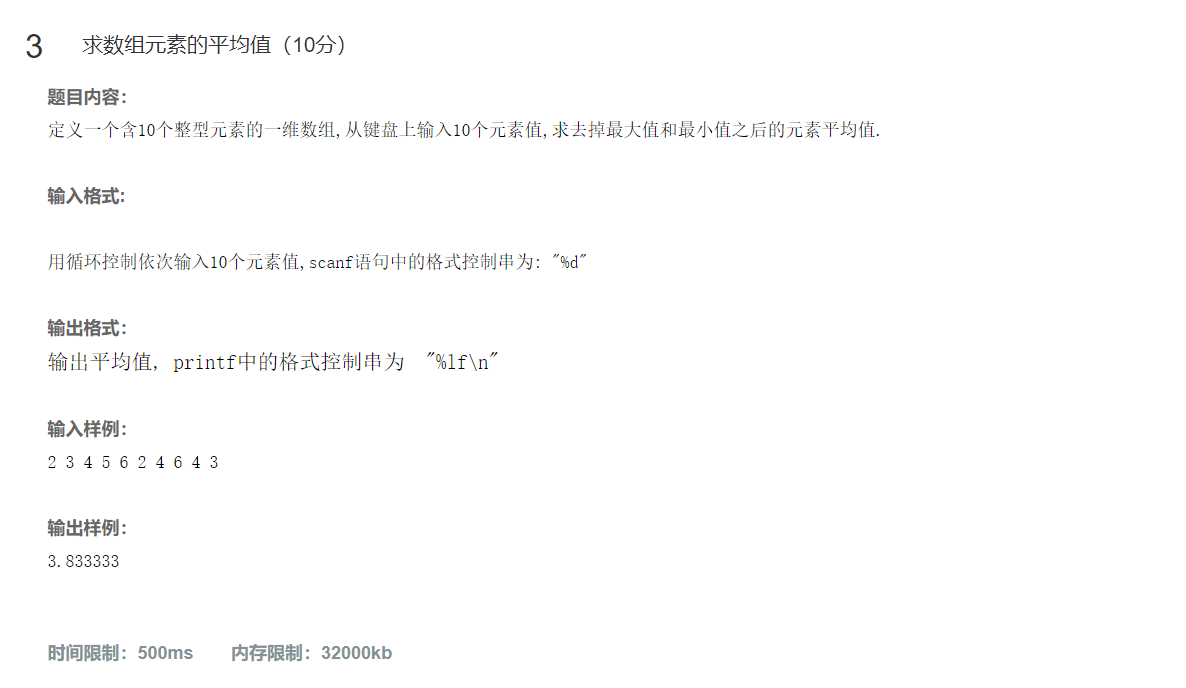 3 求数组元素的平均值（10分）
题目内容：
定义一个含10个整型元素的一维数组,从键盘上输入10个元素值,求去掉最大值和最小值之后的元素平均值.
输入格式:
用循环控制依次输入10个元素值,scanf语句中的格式控制串为: "%d"
输出格式：
输出平均值, printf中的格式控制串为 "%lf\n"
输入样例：
2 3 4 5 6 2 4 6 4 3
输出样例：
3.833333
时间限制：500ms 内存限制：32000kb